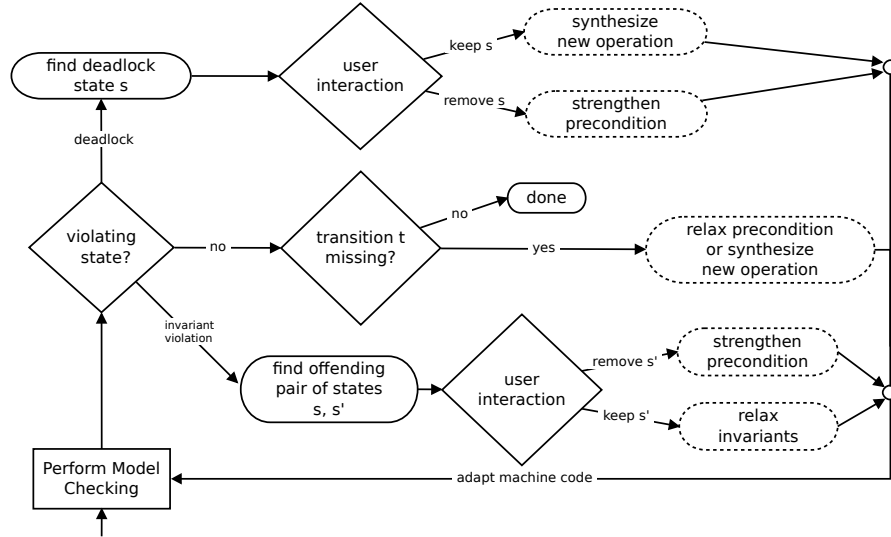 synthesize
new operation
keep s
find deadlock
state s
user
interaction
remove s
strengthen
precondition
deadlock
done
no
violating
state?
no
transition t
missing?
yes
relax precondition
or synthesize
new operation
invariant
violation
find offending
pair of states
s, s'
user
interaction
remove s'
strengthen
precondition
keep s'
relax
invariants
Perform Model
Checking
adapt machine code